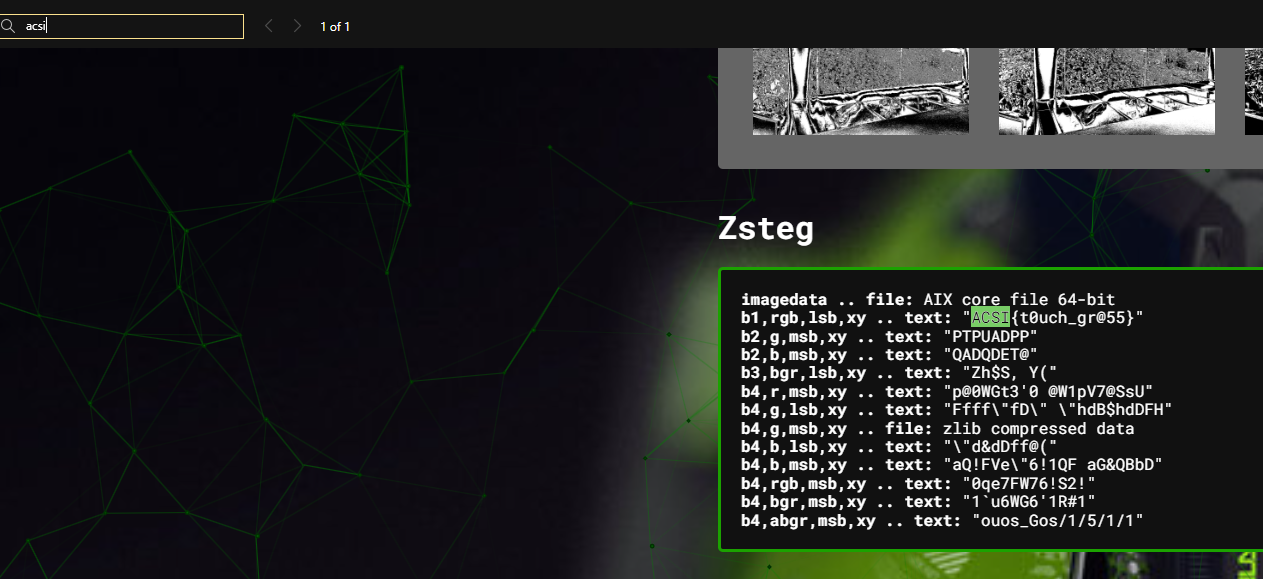 acsi
1 of 1
Zsteg
imagedata .. file: AIX core file 64-bit
b1,rgb,lsb,xy .. text: "ACSI{t0uch_gr@55}"
b2,g,msb,xy .. text: "PTPUADPP"
b2,b,msb,xy .. text: "QADQDET@"
b3,bgr,lsb,xy .. text: "Zh$S, Y("
b4,r,msb,xy .. text: "p@0WGt3'0 @W1pV7@SsU"
b4,g,lsb,xy .. text: "Ffff\"fD\" \"hdB$hdDFH"
b4,g,msb,xy .. file: zlib compressed data
b4,b,lsb,xy .. text: "\"d&dDff@("
b4,b,msb,xy .. text: "aQ!FVe\"6!1QF aG&QBbD"
b4,rgb,msb,xy .. text: "0qe7FW76!S2!"
b4,bgr,msb,xy .. text: "1`u6WG6'1R#1"
b4,abgr,msb,xy .. text: "ouos_Gos/1/5/1/1"